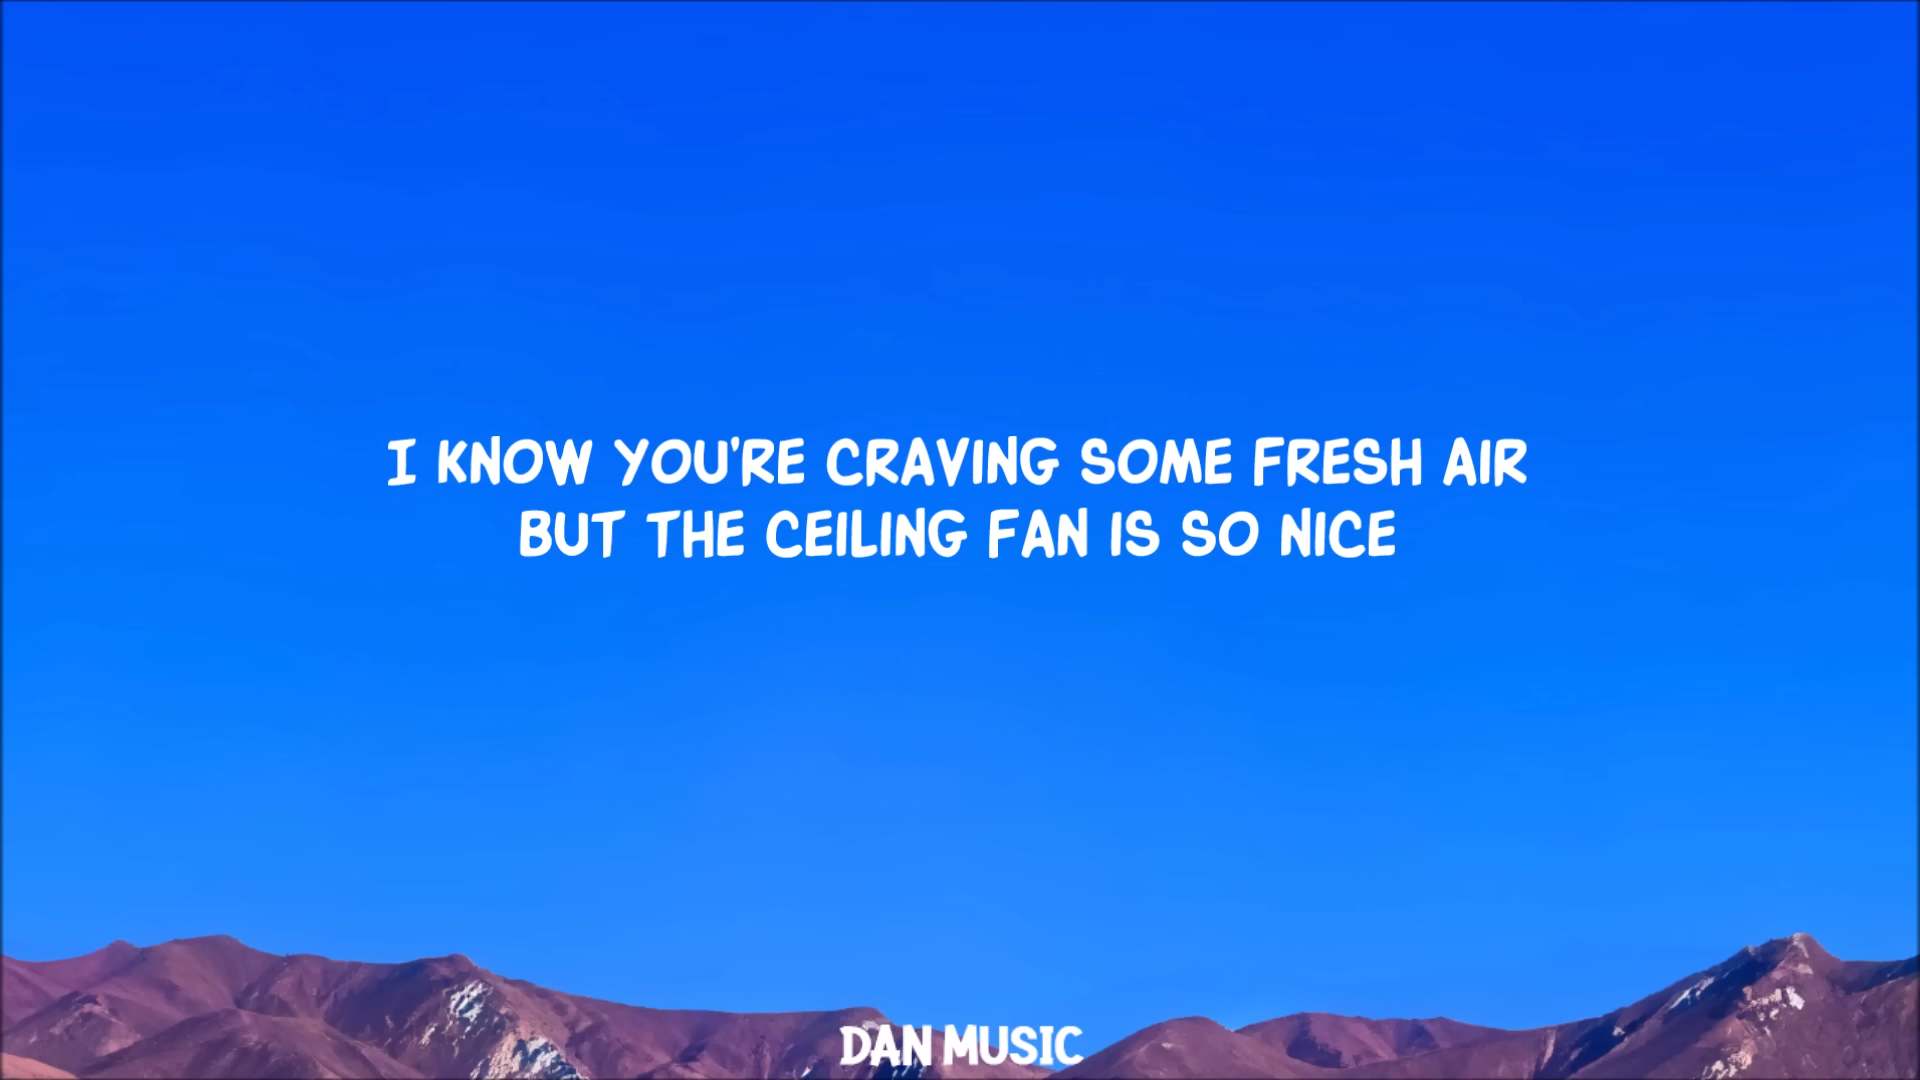 I KNOW YOU'RE CRAVING SOME FRESH AIR
BUT THE CEILING FAN IS SO NICE
DAN MUSIC